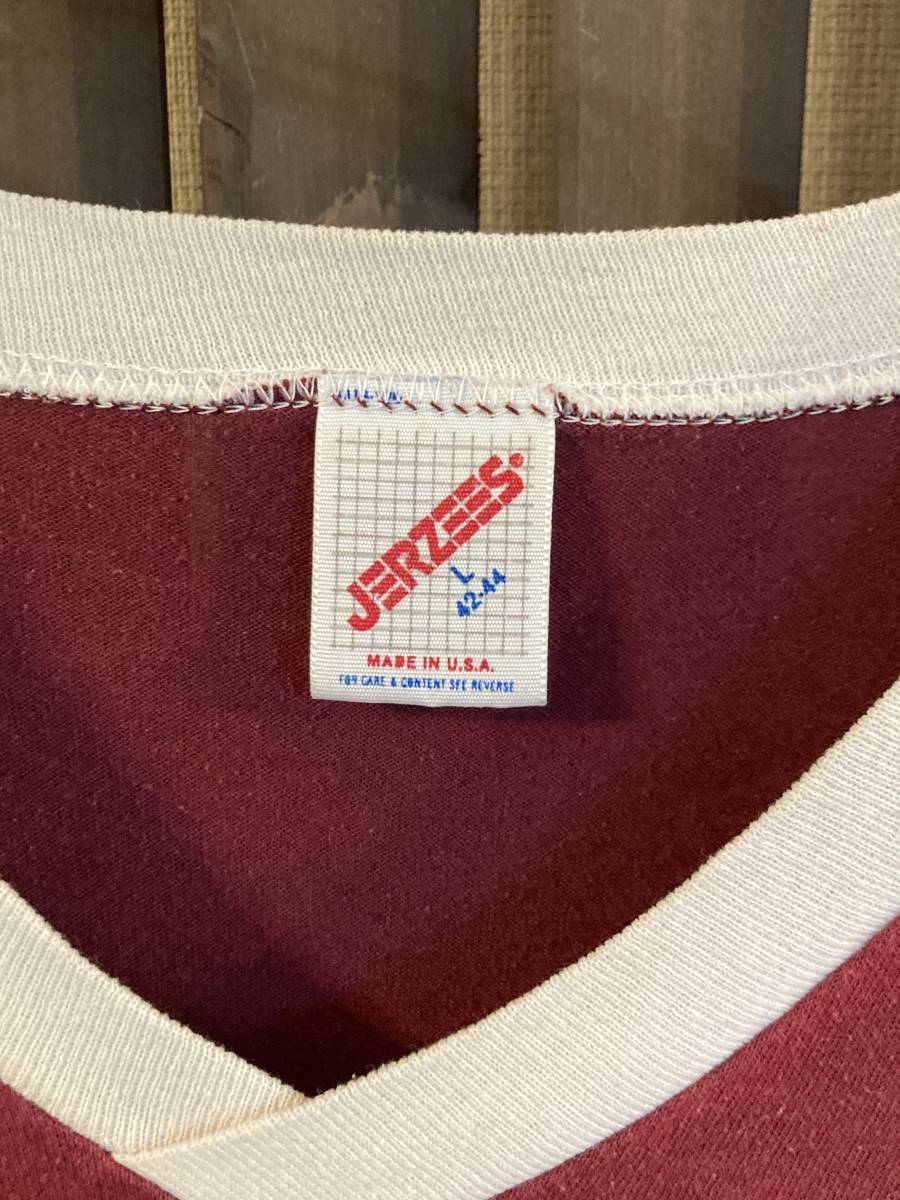 JERZEES®
L
42-44
MADE IN U.S.A.
FOR CARE & CONTENT SEE REVERSE